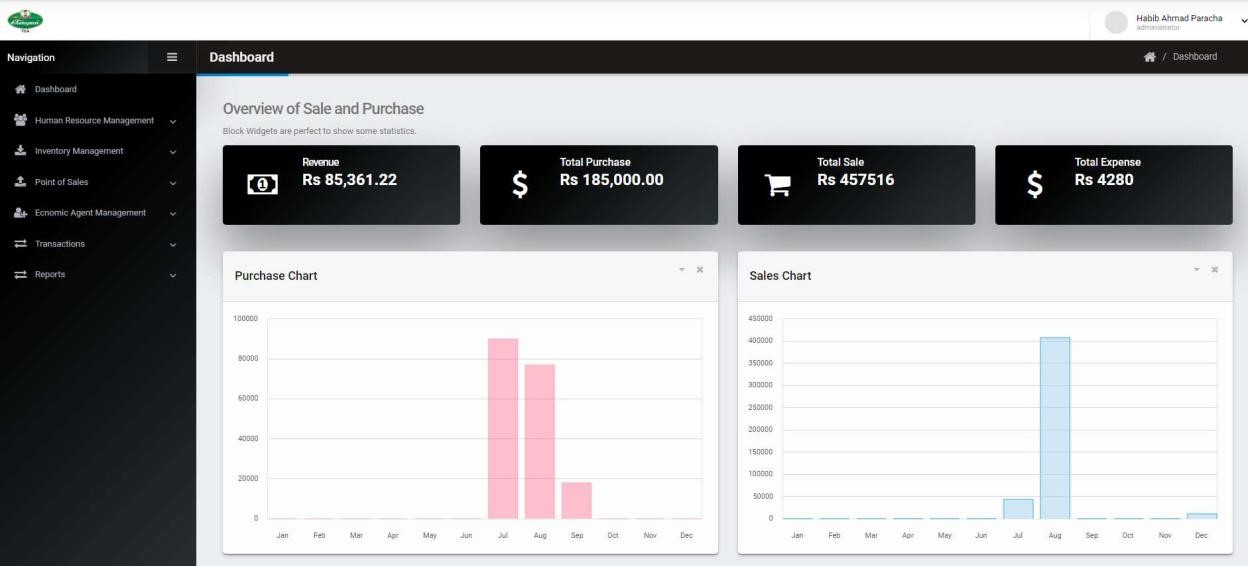 TEA
Habib Ahmad Paracha
administrator
Navigation
Dashboard
/ Dashboard
Dashboard
Human Resource Management
Inventory Management
Point of Sales
Ecnomic Agent Management
Transactions
Reports
Overview of Sale and Purchase
Block Widgets are perfect to show some statistics.
Revenue
Rs 85,361.22
Total Purchase
Rs 185,000.00
Total Sale
Rs 457516
Total Expense
Rs 4280
Purchase Chart
100000
80000
60000
40000
20000
0
Jan Feb Mar Apr May Jun Jul Aug Sep Oct Nov Dec
Sales Chart
450000
400000
350000
300000
250000
200000
150000
100000
50000
0
Jan Feb Mar Apr May Jun Jul Aug Sep Oct Nov Dec